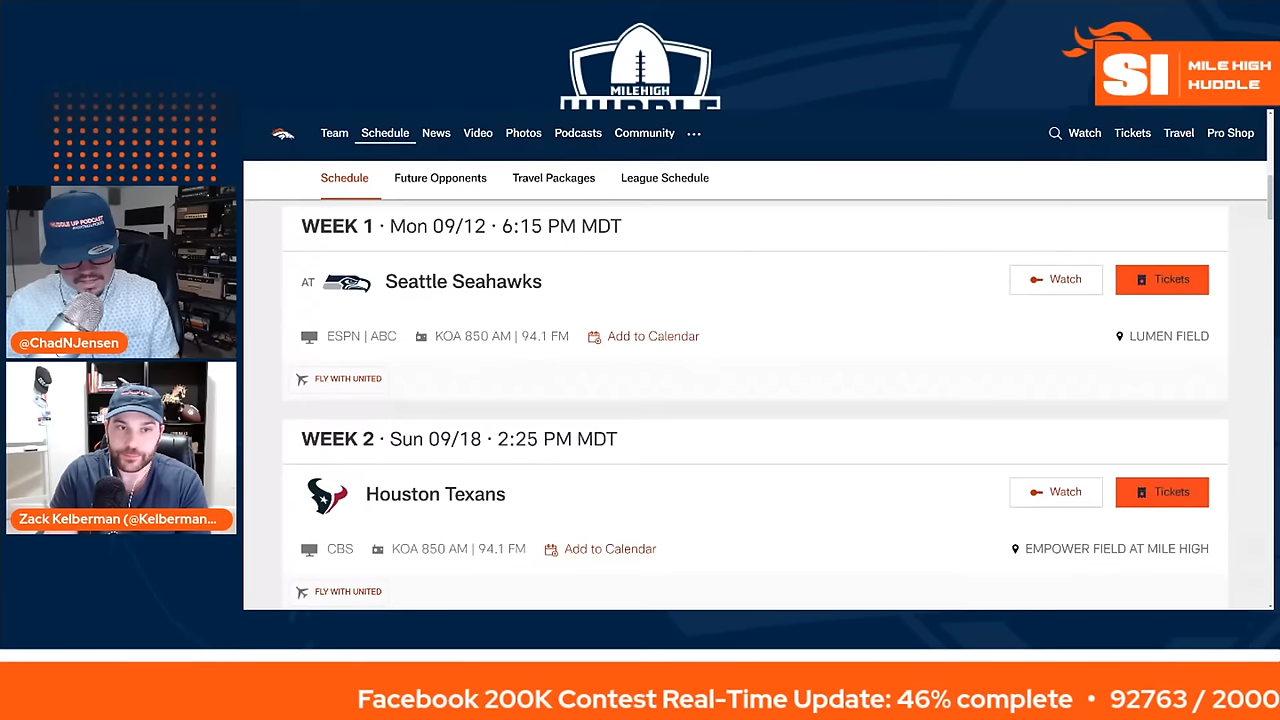 MILE HIGH
HUDDLE
SI
MILE HIGH
HUDDLE
Team Schedule News Video Photos Podcasts Community ••• Watch Tickets Travel Pro Shop
Schedule Future Opponents Travel Packages League Schedule
WEEK 1 · Mon 09/12 · 6:15 PM MDT
AT Seattle Seahawks Watch Tickets
ESPN | ABC KOA 850 AM | 94.1 FM Add to Calendar LUMEN FIELD
FLY WITH UNITED
WEEK 2 · Sun 09/18 · 2:25 PM MDT
Houston Texans Watch Tickets
CBS KOA 850 AM | 94.1 FM Add to Calendar EMPOWER FIELD AT MILE HIGH
FLY WITH UNITED
HUDDLE UP PODCAST
@ChadNJensen
Zack Kelberman (@Kelberman...
Facebook 200K Contest Real-Time Update: 46% complete • 92763 / 2000